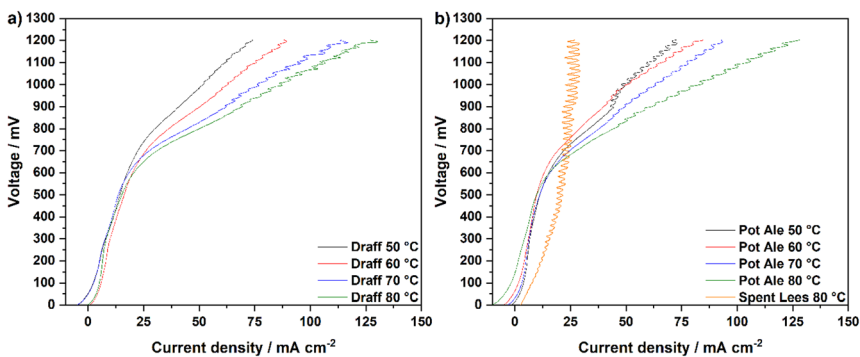 a)
1300
1200
1100
1000
900
800
700
600
500
400
300
200
100
0
Voltage / mV
Draff 50 °C
Draff 60 °C
Draff 70 °C
Draff 80 °C
0 25 50 75 100 125 150
Current density / mA cm-2
b)
1300
1200
1100
1000
900
800
700
600
500
400
300
200
100
0
Voltage / mV
Pot Ale 50 °C
Pot Ale 60 °C
Pot Ale 70 °C
Pot Ale 80 °C
Spent Lees 80 °C
0 25 50 75 100 125 150
Current density / mA cm-2